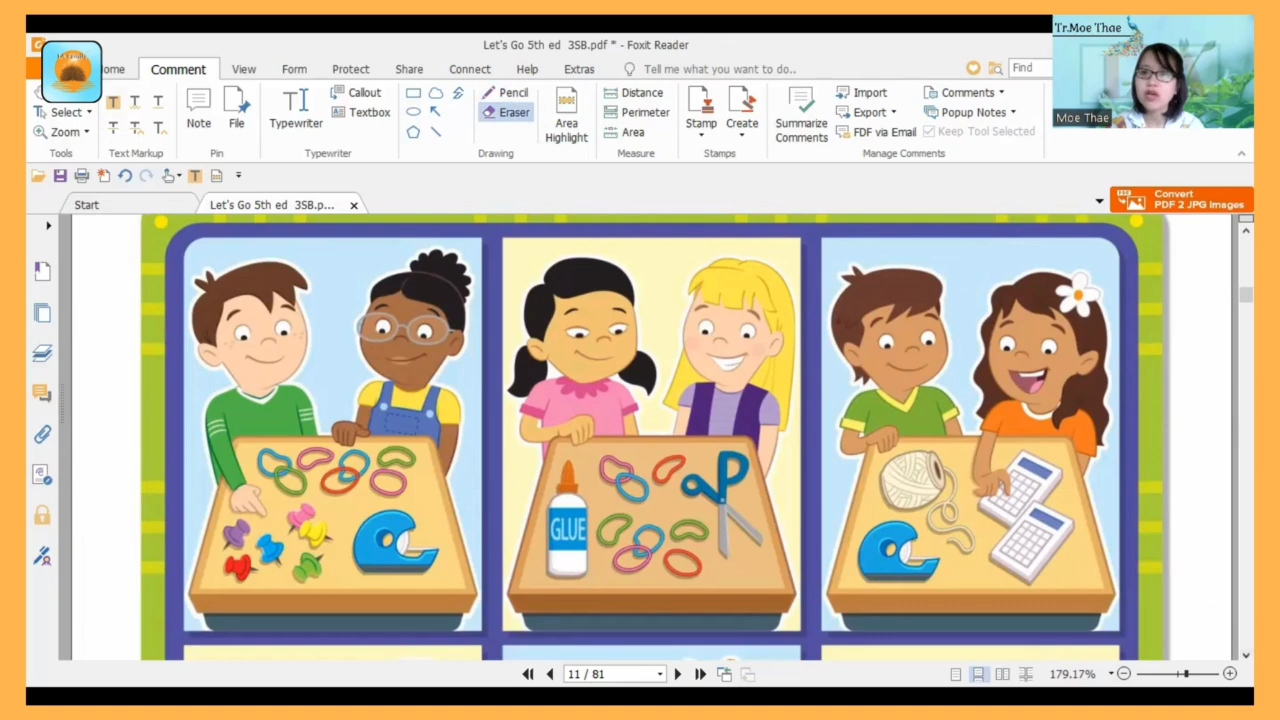 Let's Go 5th ed 3SB.pdf * - Foxit Reader
Tr.Moe Thae
Moe Thae
ome
Comment
View
Form
Protect
Share
Connect
Help
Extras
Tell me what you want to do..
Find
Select
Zoom
Tools
Text Markup
Note
File
Pin
Typewriter
Callout
Textbox
Typewriter
Pencil
Eraser
Area
Highlight
Drawing
Distance
Perimeter
Area
Measure
Stamp
Create
Stamps
Summarize
Comments
Import
Export
FDF via Email
Comments
Popup Notes
Keep Tool Selected
Manage Comments
Start
Let's Go 5th ed 3SB.p...
Convert
PDF 2 JPG Images
GLUE
11 / 81
179.17%